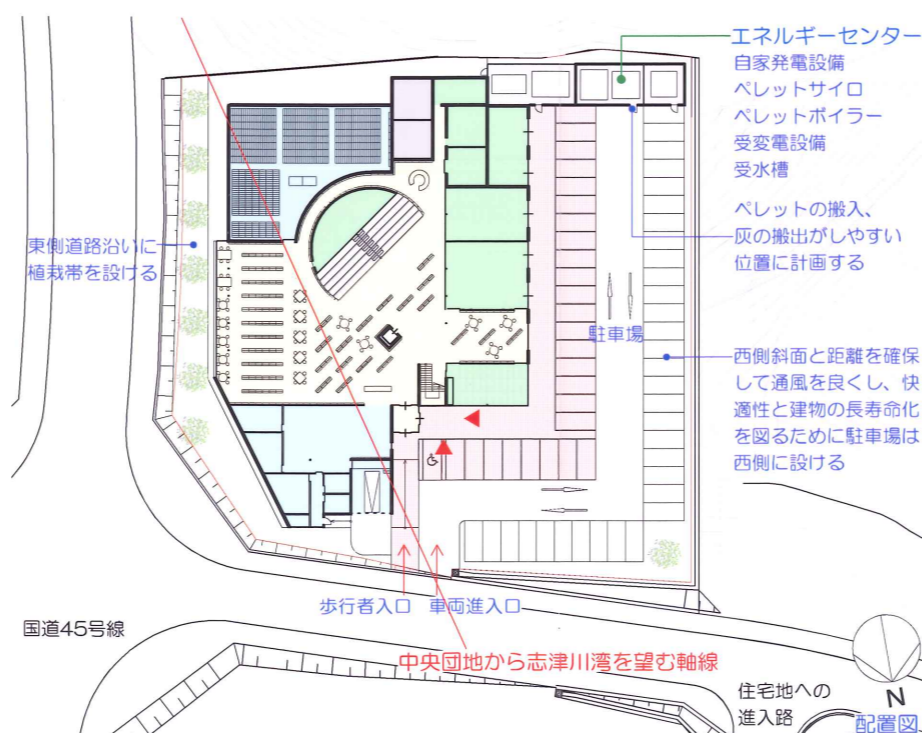 エネルギーセンター
自家発電設備
ペレットサイロ
ペレットボイラー
受変電設備
受水槽
ペレットの搬入、
灰の搬出がしやすい
位置に計画する
東側道路沿いに
植栽帯を設ける
駐車場
西側斜面と距離を確保
して通風を良くし、快
適性と建物の長寿命化
を図るために駐車場は
西側に設ける
歩行者入口
車両進入口
国道45号線
中央団地から志津川湾を望む軸線
住宅地への
進入路
N
配置図